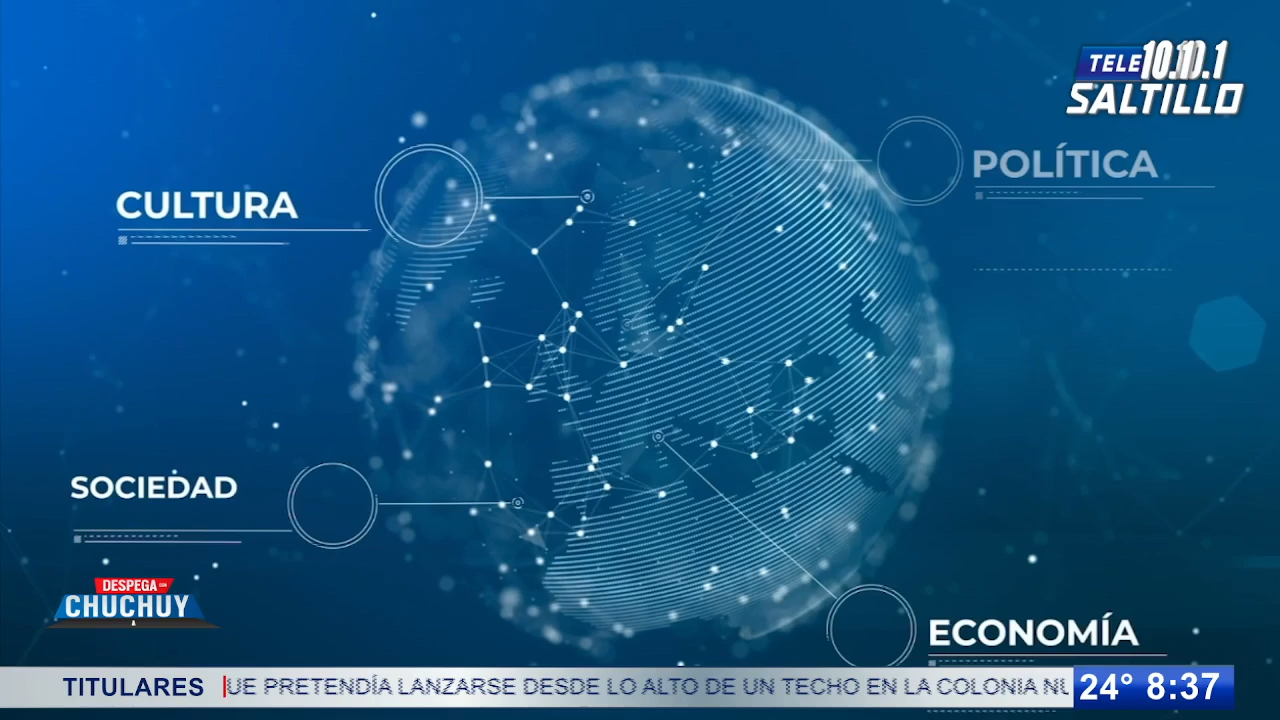 TELE 10.1
SALTILLO
POLÍTICA
CULTURA
SOCIEDAD
DESPEGA CON
CHUCHUY
ECONOMÍA
TITULARES
UE PRETENDÍA LANZARSE DESDE LO ALTO DE UN TECHO EN LA COLONIA NU
24° 8:37